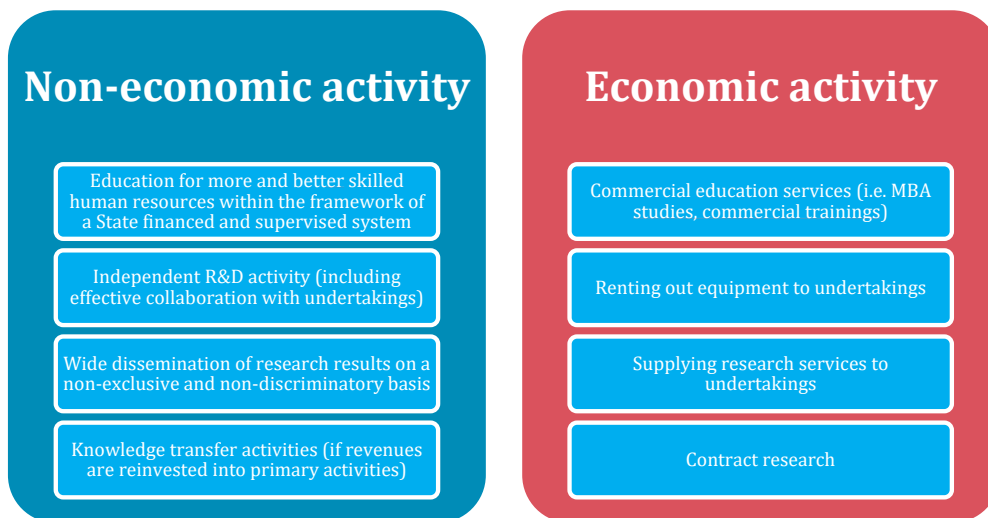 Non-economic activity
Education for more and better skilled
human resources within the framework of
a State financed and supervised system
Independent R&D activity (including
effective collaboration with undertakings)
Wide dissemination of research results on a
non-exclusive and non-discriminatory basis
Knowledge transfer activities (if revenues
are reinvested into primary activities)
Economic activity
Commercial education services (i.e. MBA
studies, commercial trainings)
Renting out equipment to undertakings
Supplying research services to
undertakings
Contract research